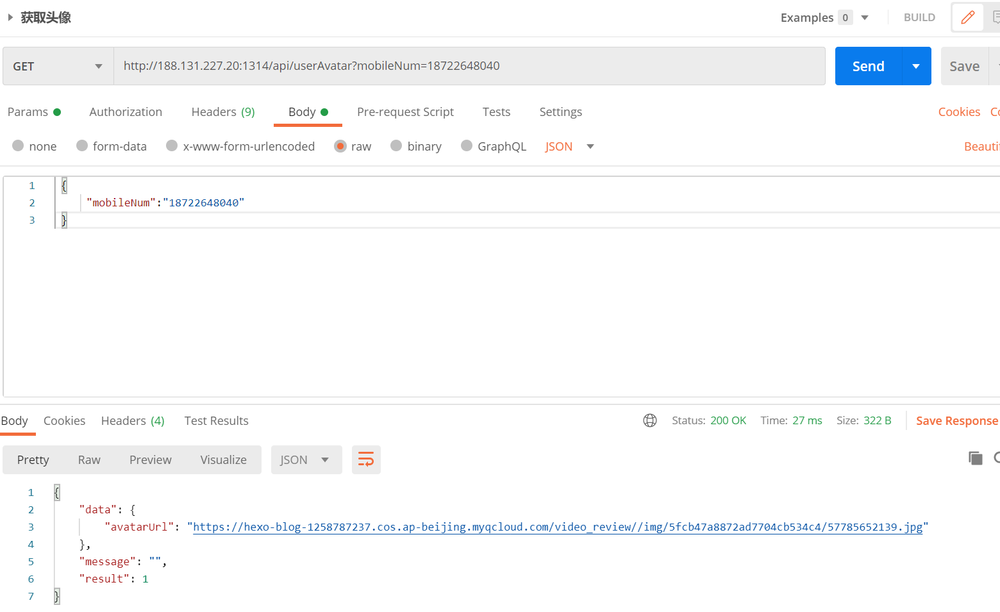 获取头像
Examples 0 BUILD
GET http://188.131.227.20:1314/api/userAvatar?mobileNum=18722648040 Send Save
Params Authorization Headers (9) Body Pre-request Script Tests Settings Cookies Co
none form-data x-www-form-urlencoded raw binary GraphQL JSON Beautif
1 {
2 "mobileNum":"18722648040"
3 }
Body Cookies Headers (4) Test Results Status: 200 OK Time: 27 ms Size: 322 B Save Response
Pretty Raw Preview Visualize JSON
1 {
2 "data": {
3 "avatarUrl": "https://hexo-blog-1258787237.cos.ap-beijing.myqcloud.com/video_review//img/5fcb47a8872ad7704cb534c4/57785652139.jpg"
4 },
5 "message": "",
6 "result": 1
7 }